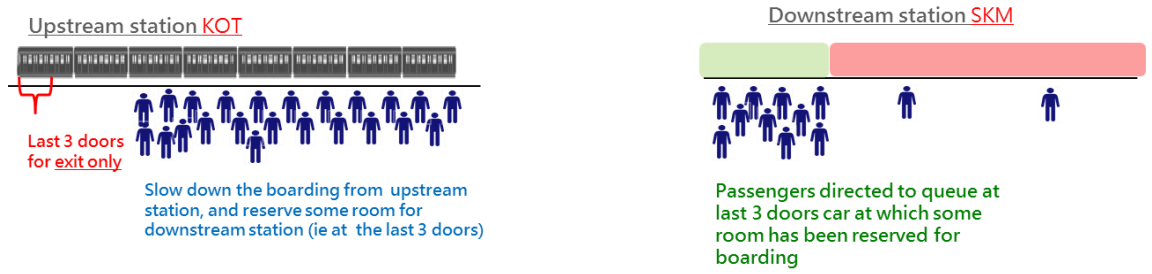 Upstream station KOT
Downstream station SKM
Last 3 doors
for exit only
Slow down the boarding from upstream
station, and reserve some room for
downstream station (ie at the last 3 doors)
Passengers directed to queue at
last 3 doors car at which some
room has been reserved for
boarding